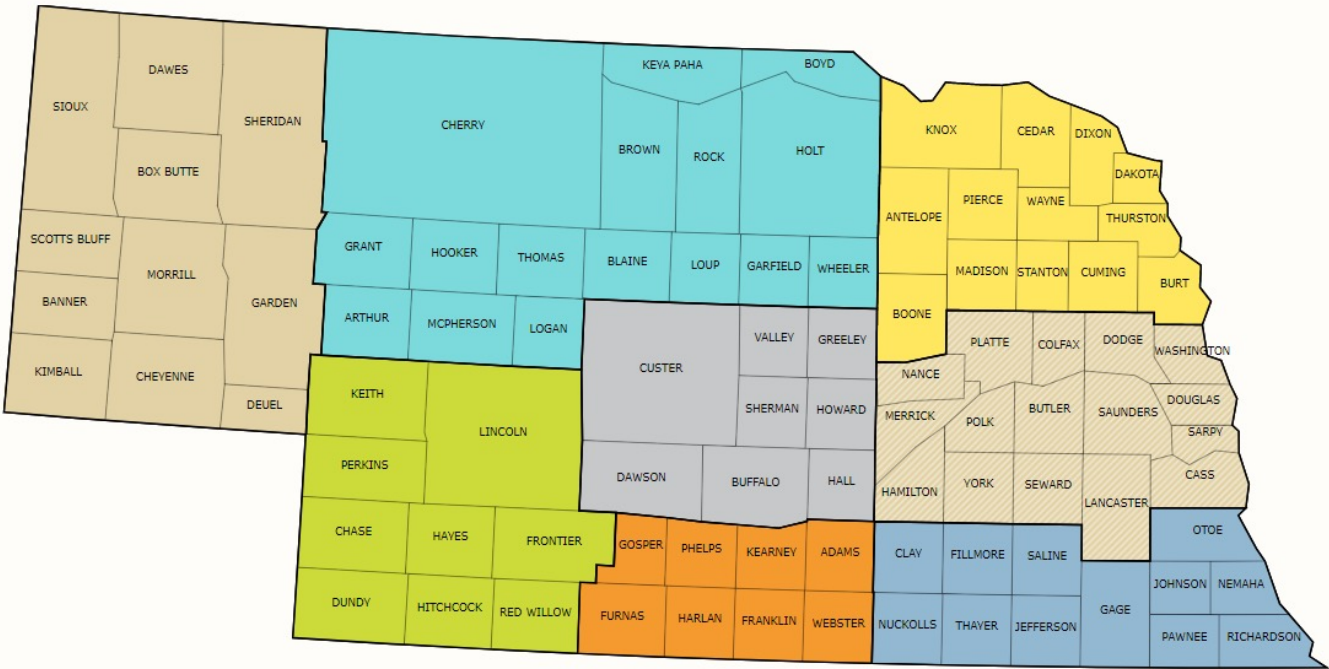 SIOUX
DAWES
SHERIDAN
BOX BUTTE
SCOTTS BLUFF
MORRILL
GARDEN
BANNER
KIMBALL
CHEYENNE
DEUEL
CHERRY
KEYA PAHA
BOYD
BROWN
ROCK
HOLT
GRANT
HOOKER
THOMAS
BLAINE
LOUP
GARFIELD
WHEELER
ARTHUR
MCPHERSON
LOGAN
KNOX
CEDAR
DIXON
DAKOTA
ANTELOPE
PIERCE
WAYNE
THURSTON
MADISON
STANTON
CUMING
BURT
BOONE
KEITH
LINCOLN
PERKINS
CHASE
HAYES
FRONTIER
DUNDY
HITCHCOCK
RED WILLOW
CUSTER
VALLEY
GREELEY
SHERMAN
HOWARD
DAWSON
BUFFALO
HALL
PLATTE
COLFAX
DODGE
WASHINGTON
NANCE
MERRICK
POLK
BUTLER
SAUNDERS
DOUGLAS
SARPY
CASS
HAMILTON
YORK
SEWARD
LANCASTER
GOSPER
PHELPS
KEARNEY
ADAMS
FURNAS
HARLAN
FRANKLIN
WEBSTER
CLAY
FILLMORE
SALINE
OTOE
GAGE
JOHNSON
NEMAHA
NUCKOLLS
THAYER
JEFFERSON
PAWNEE
RICHARDSON